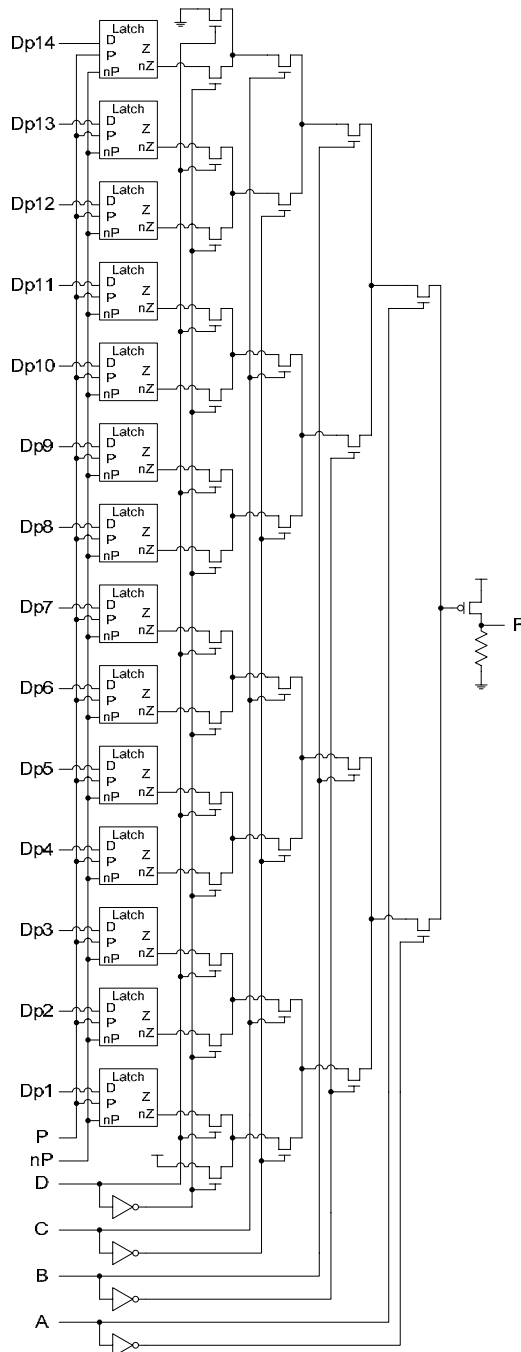 Latch
Dp14 D Z
P
nP nZ
Latch
Dp13 D Z
P
nP nZ
Latch
Dp12 D Z
P
nP nZ
Latch
Dp11 D Z
P
nP nZ
Latch
Dp10 D Z
P
nP nZ
Latch
Dp9 D Z
P
nP nZ
Latch
Dp8 D Z
P
nP nZ
Latch
Dp7 D Z
P
nP nZ
F
Latch
Dp6 D Z
P
nP nZ
Latch
Dp5 D Z
P
nP nZ
Latch
Dp4 D Z
P
nP nZ
Latch
Dp3 D Z
P
nP nZ
Latch
Dp2 D Z
P
nP nZ
Latch
Dp1 D Z
P
nP nZ
P
nP
D
C
B
A